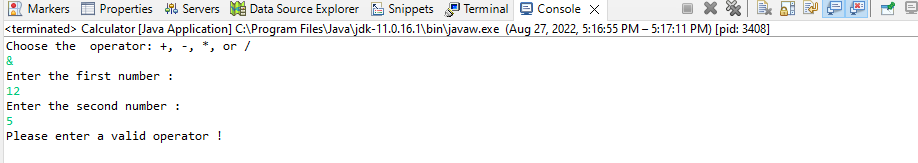 Markers Properties Servers Data Source Explorer Snippets Terminal Console
<terminated> Calculator [Java Application] C:\Program Files\Java\jdk-11.0.16.1\bin\javaw.exe (Aug 27, 2022, 5:16:55 PM – 5:17:11 PM) [pid: 3408]
Choose the  operator: +, -, *, or /
&
Enter the first number :
12
Enter the second number :
5
Please enter a valid operator !